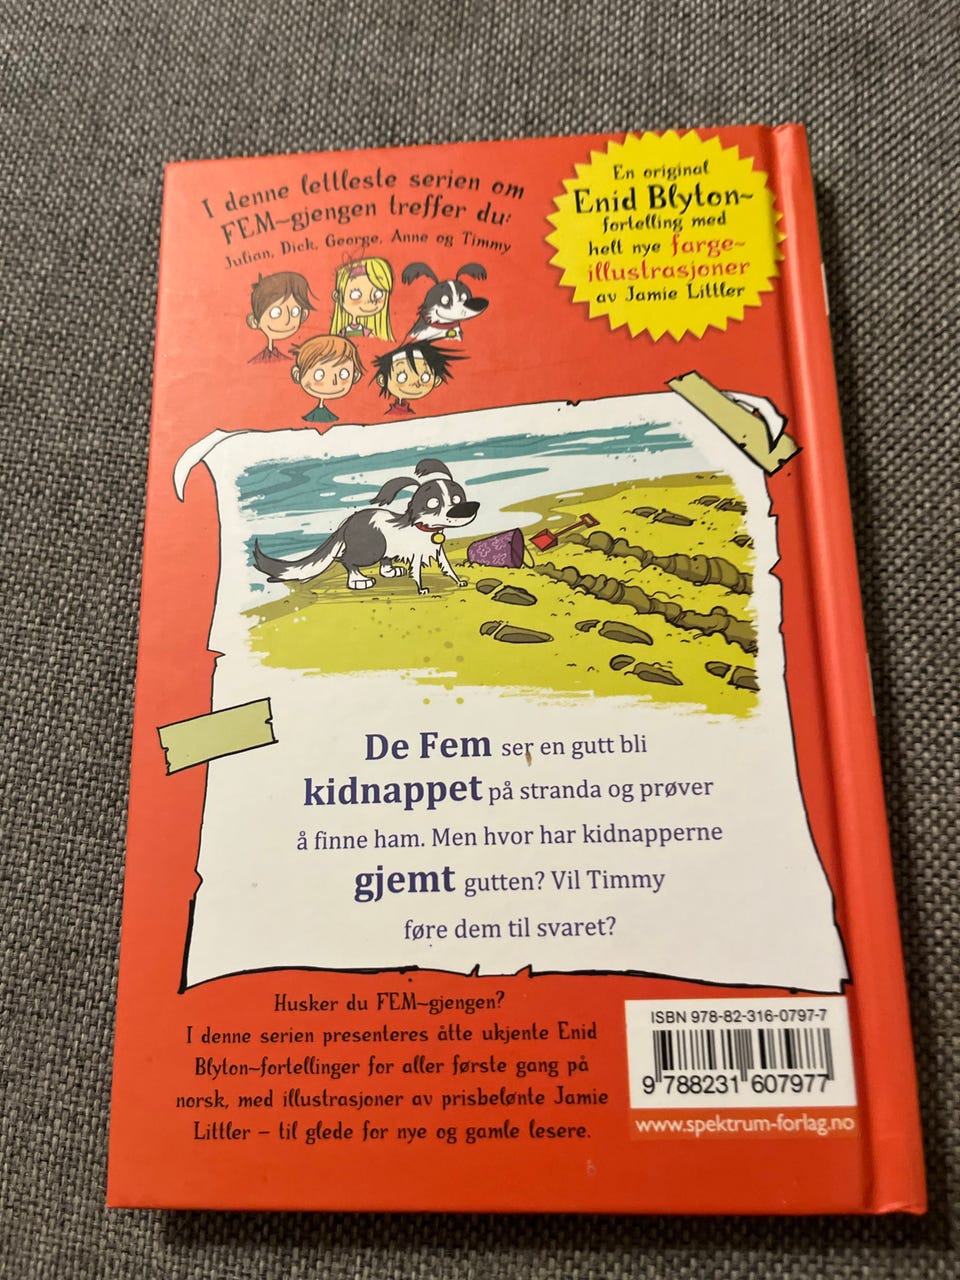 I denne lettleste serien om
FEM-gjengen treffer du:
Julian, Dick, George, Anne og Timmy
En original
Enid Blyton-
fortelling med
helt nye farge-
illustrasjoner
av Jamie Littler
De Fem ser en gutt bli
kidnappet på stranda og prøver
å finne ham. Men hvor har kidnapperne
gjemt gutten? Vil Timmy
føre dem til svaret?
Husker du FEM-gjengen?
I denne serien presenteres åtte ukjente Enid
Blyton-fortellinger for aller første gang på
norsk, med illustrasjoner av prisbelønte Jamie
Littler – til glede for nye og gamle lesere.
ISBN 978-82-316-0797-7
9 788231 607977
www.spektrum-forlag.no